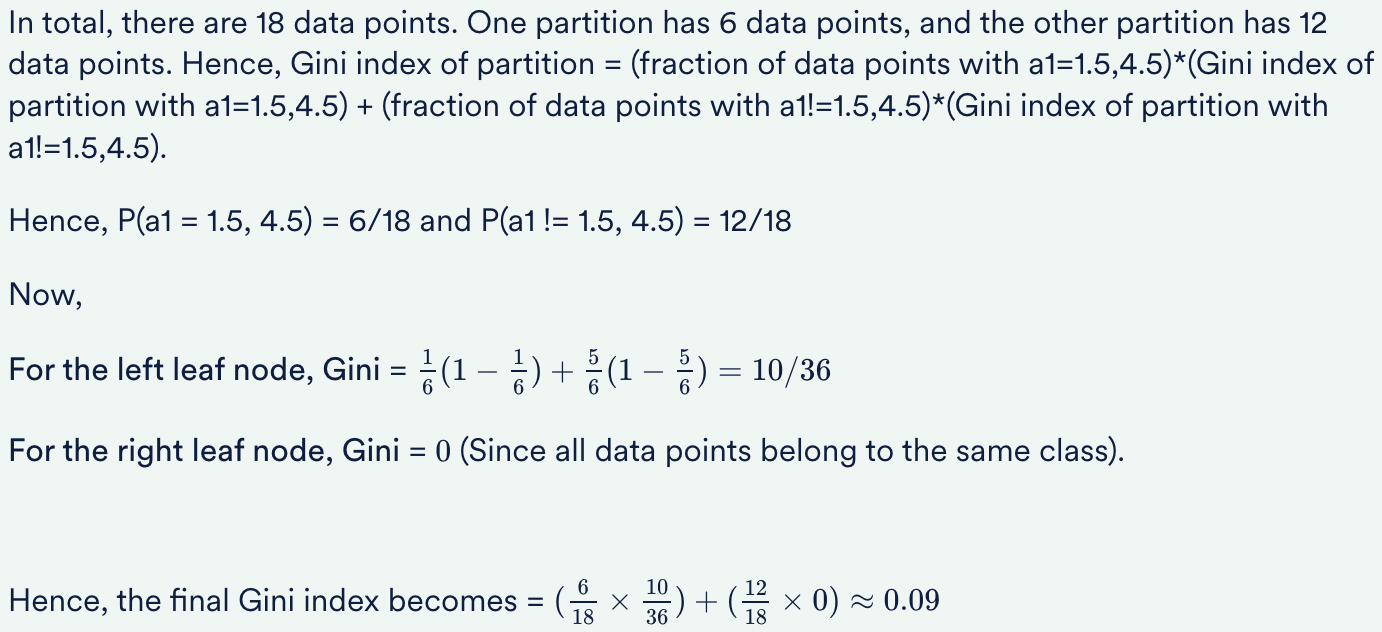 In total, there are 18 data points. One partition has 6 data points, and the other partition has 12
data points. Hence, Gini index of partition = (fraction of data points with a1=1.5,4.5)*(Gini index of
partition with a1=1.5,4.5) + (fraction of data points with a1!=1.5,4.5)*(Gini index of partition with
a1!=1.5,4.5).
Hence, P(a1 = 1.5, 4.5) = 6/18 and P(a1 != 1.5, 4.5) = 12/18
Now,
For the left leaf node, Gini = \frac{1}{6}(1 − \frac{1}{6}) + \frac{5}{6}(1 − \frac{5}{6}) = 10/36
For the right leaf node, Gini = 0 (Since all data points belong to the same class).
Hence, the final Gini index becomes = (\frac{6}{18} × \frac{10}{36}) + (\frac{12}{18} × 0) ≈ 0.09